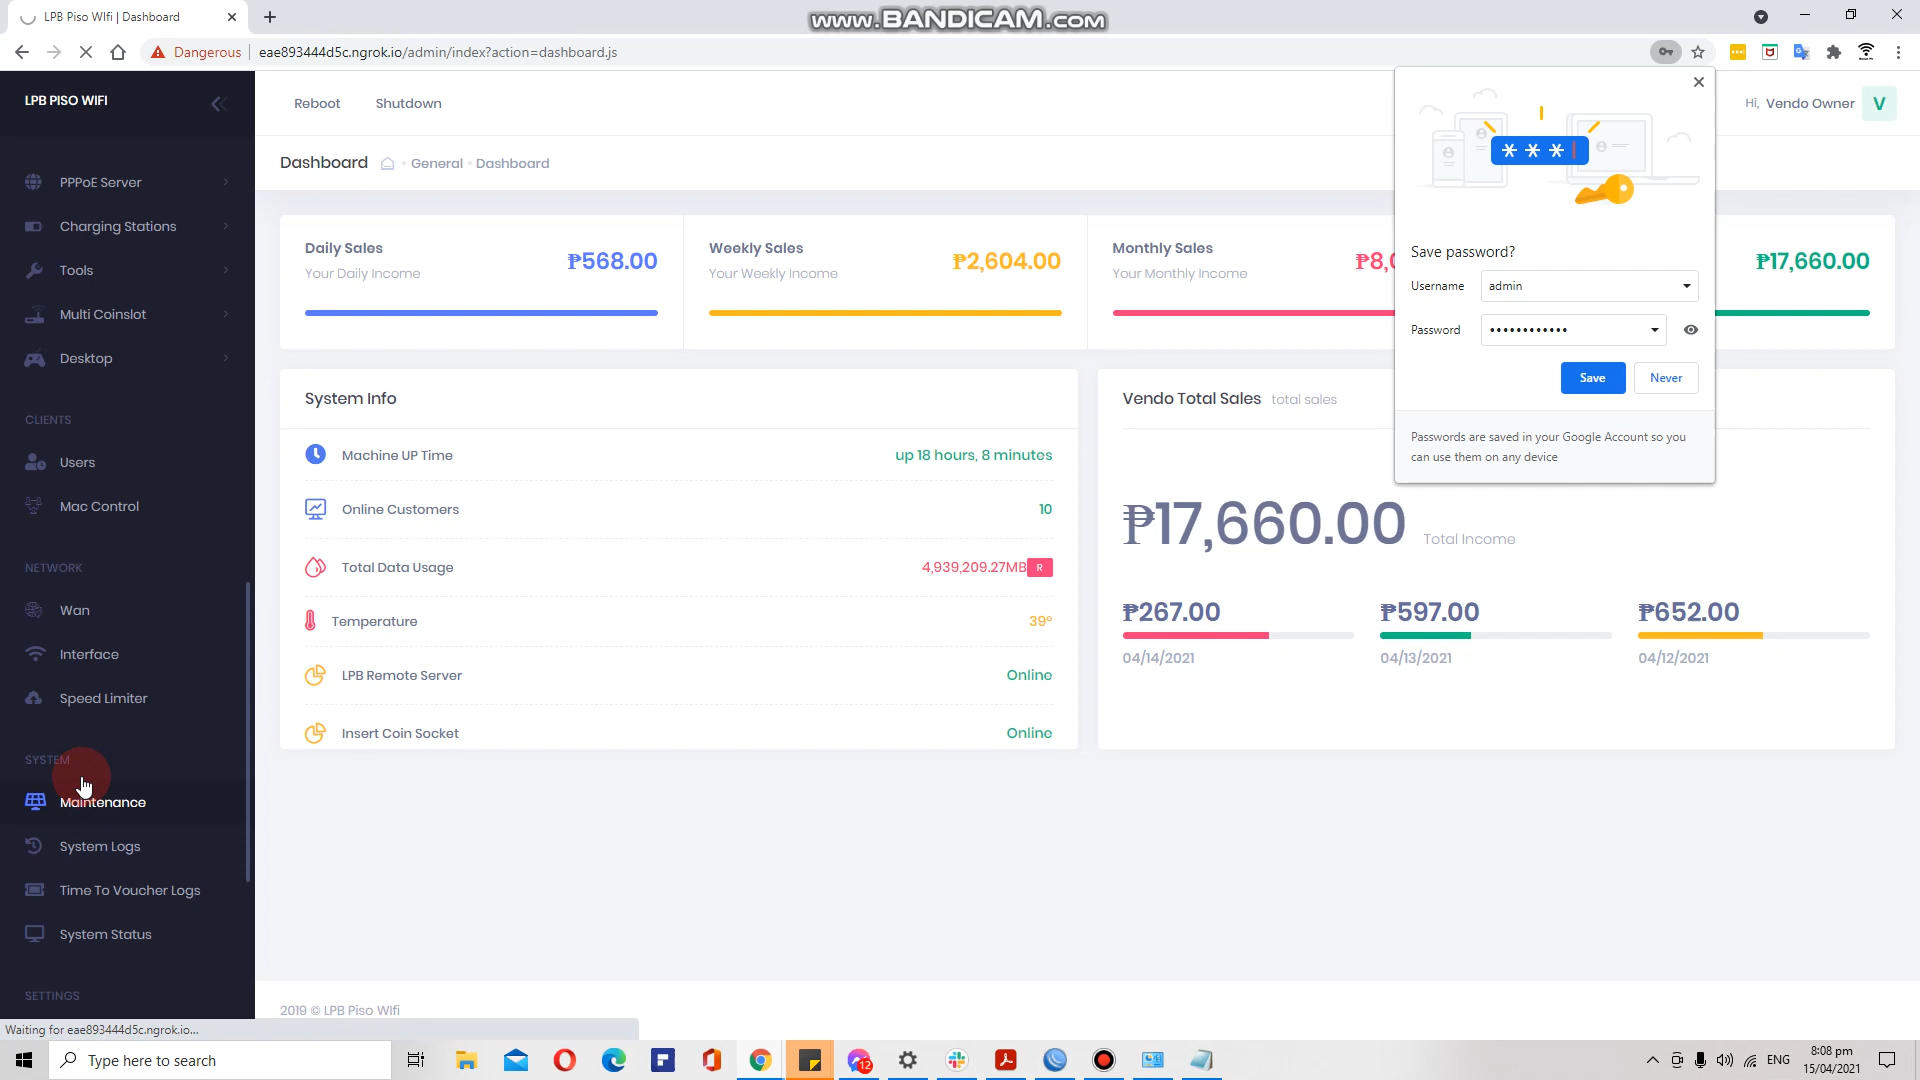 LPB Piso WIfi | Dashboard
www.BANDICAM.com
Dangerous
eae893444d5c.ngrok.io/admin/index?action=dashboard.js
LPB PISO WIFI
Reboot
Shutdown
Hi, Vendo Owner
V
Dashboard
General
Dashboard
PPPoE Server
Charging Stations
Tools
Multi Coinslot
Desktop
CLIENTS
Users
Mac Control
NETWORK
Wan
Interface
Speed Limiter
SYSTEM
Maintenance
System Logs
Time To Voucher Logs
System Status
SETTINGS
Daily Sales
Your Daily Income
₱568.00
Weekly Sales
Your Weekly Income
₱2,604.00
Monthly Sales
Your Monthly Income
₱17,660.00
Save password?
Username
admin
Password
Save
Never
Passwords are saved in your Google Account so you
can use them on any device
System Info
Machine UP Time
up 18 hours, 8 minutes
Online Customers
10
Total Data Usage
4,939,209.27MB
R
Temperature
39°
LPB Remote Server
Online
Insert Coin Socket
Online
Vendo Total Sales total sales
₱17,660.00 Total Income
₱267.00
₱597.00
₱652.00
04/14/2021
04/13/2021
04/12/2021
2019 © LPB Piso WIfi
Waiting for eae893444d5c.ngrok.io...
Type here to search
12
ENG
8:08 pm
15/04/2021